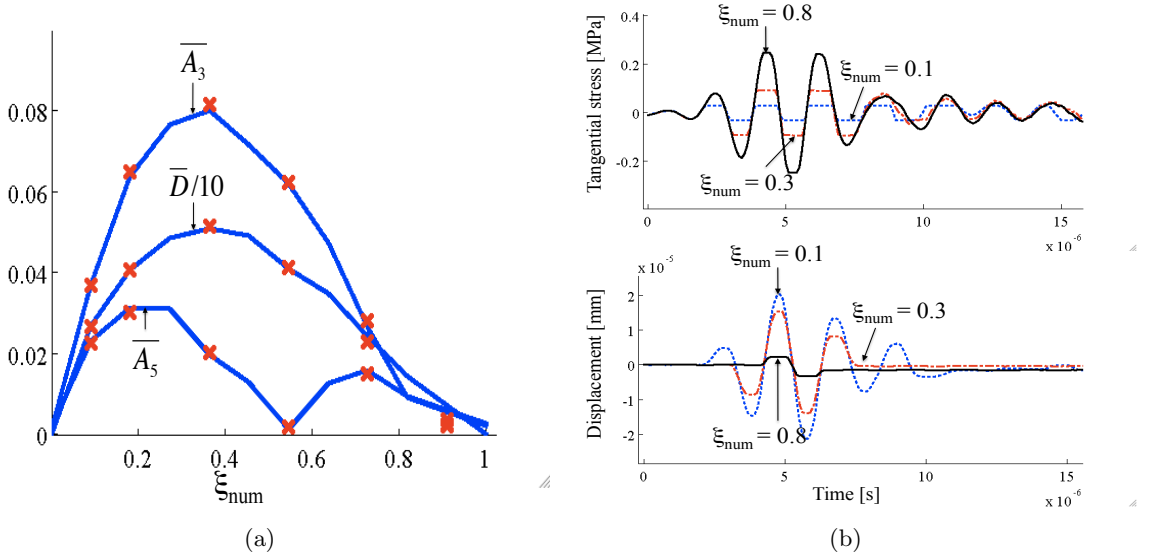 A₃
0.08
D/10
0.06
0.04
A₅
0.02
0
0.2
0.4
0.6
0.8
1
ξnum
(a)
Tangential stress [MPa]
0.4
0.2
0
-0.2
ξnum = 0.8
ξnum = 0.1
ξnum = 0.3
0
5
10
15
x 10⁻⁶
x 10⁻⁵
Displacement [mm]
2
1
0
-1
-2
ξnum = 0.1
ξnum = 0.3
ξnum = 0.8
0
5
10
15
Time [s]
x 10⁻⁶
(b)